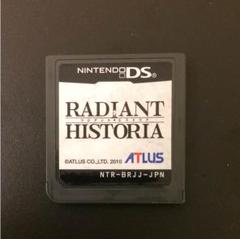 NINTENDO DS
RADIANT
HISTORIA
©ATLUS CO.,LTD. 2010 ATLUS
NTR-BRJJ-JPN